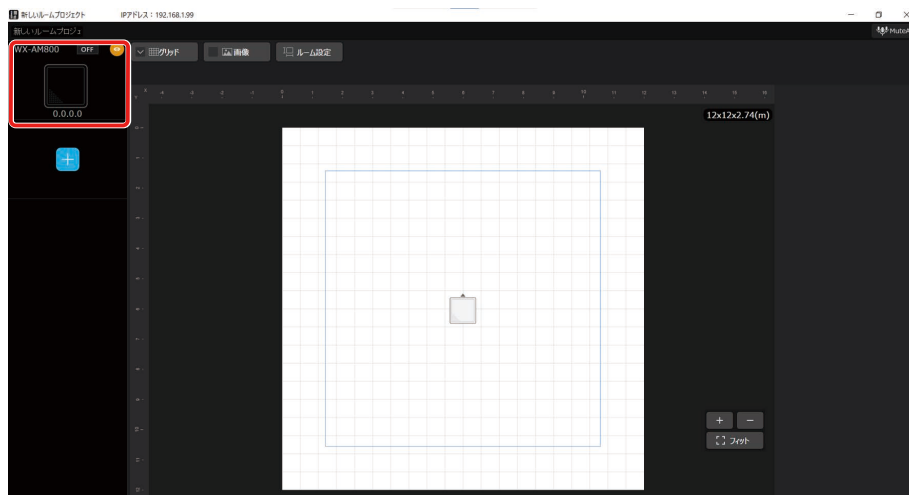 新しいルームプロジェクト IPアドレス：192.168.1.99
新しいルームプロジェ
MuteA
WX-AM800 OFF
グリッド 画像 ルーム設定
0.0.0.0
12x12x2.74(m)
+ −
フィット